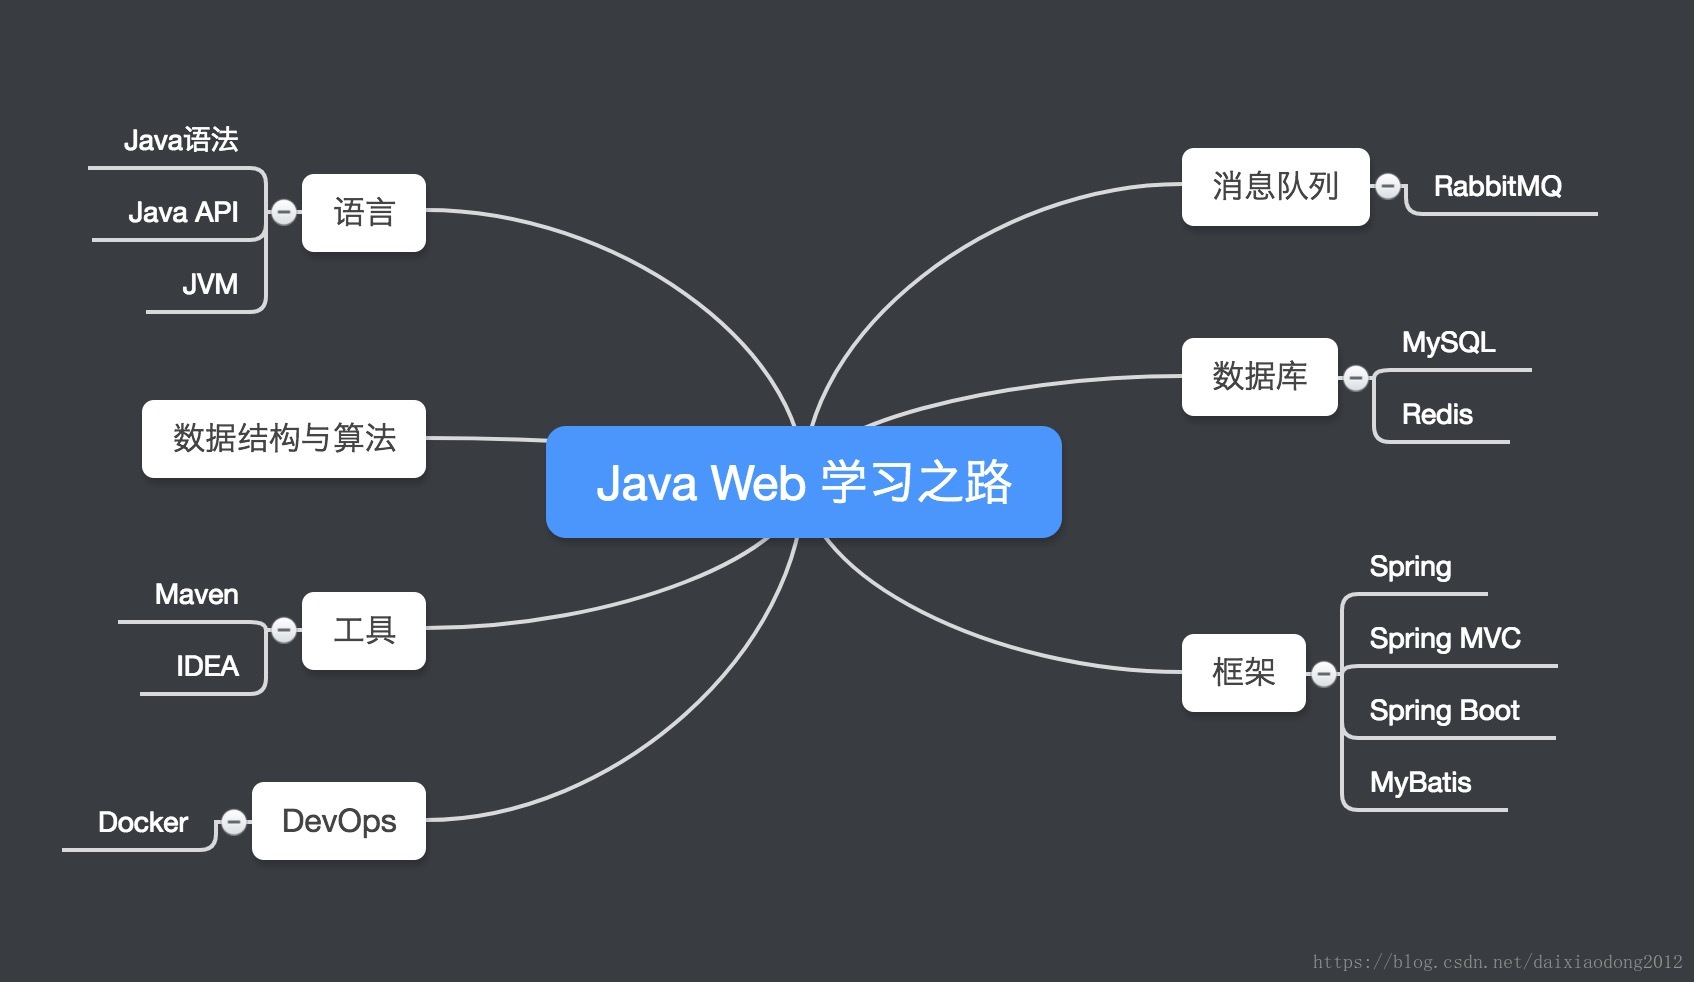 Java Web 学习之路
语言
Java语法
Java API
JVM
数据结构与算法
工具
Maven
IDEA
DevOps
Docker
消息队列
RabbitMQ
数据库
MySQL
Redis
框架
Spring
Spring MVC
Spring Boot
MyBatis
https://blog.csdn.net/daixiaodong2012